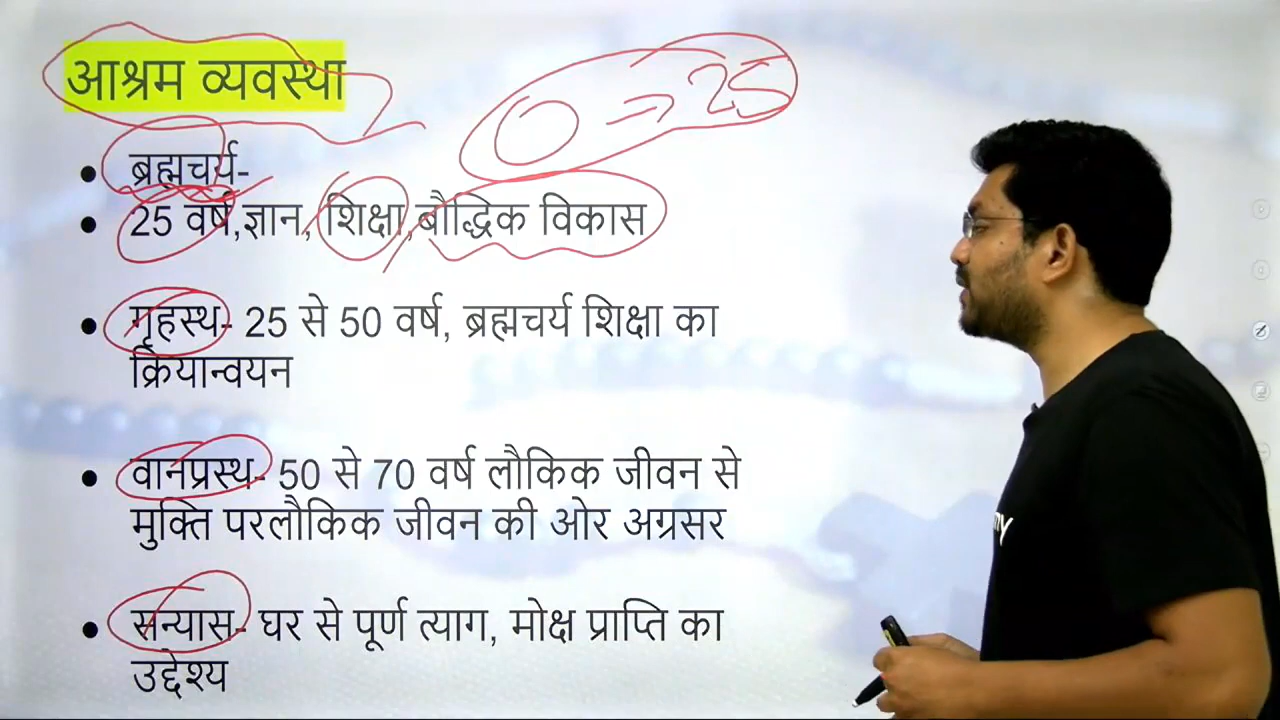 आश्रम व्यवस्था
0 => 25
ब्रह्मचर्य-
25 वर्ष,ज्ञान, शिक्षा,बौद्धिक विकास
गृहस्थ- 25 से 50 वर्ष, ब्रह्मचर्य शिक्षा का
क्रियान्वयन
वानप्रस्थ- 50 से 70 वर्ष लौकिक जीवन से
मुक्ति परलौकिक जीवन की ओर अग्रसर
सन्यास- घर से पूर्ण त्याग, मोक्ष प्राप्ति का
उद्देश्य